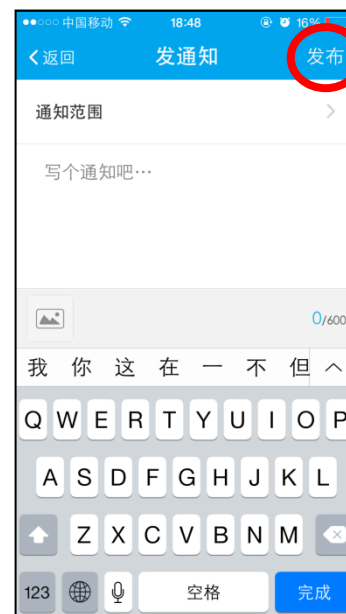 中国移动 18:48 16%
返回 发通知 发布
通知范围
写个通知吧…
0/600
我 你 这 在 一 不 但
Q W E R T Y U I O P
A S D F G H J K L
Z X C V B N M
123 空格 完成